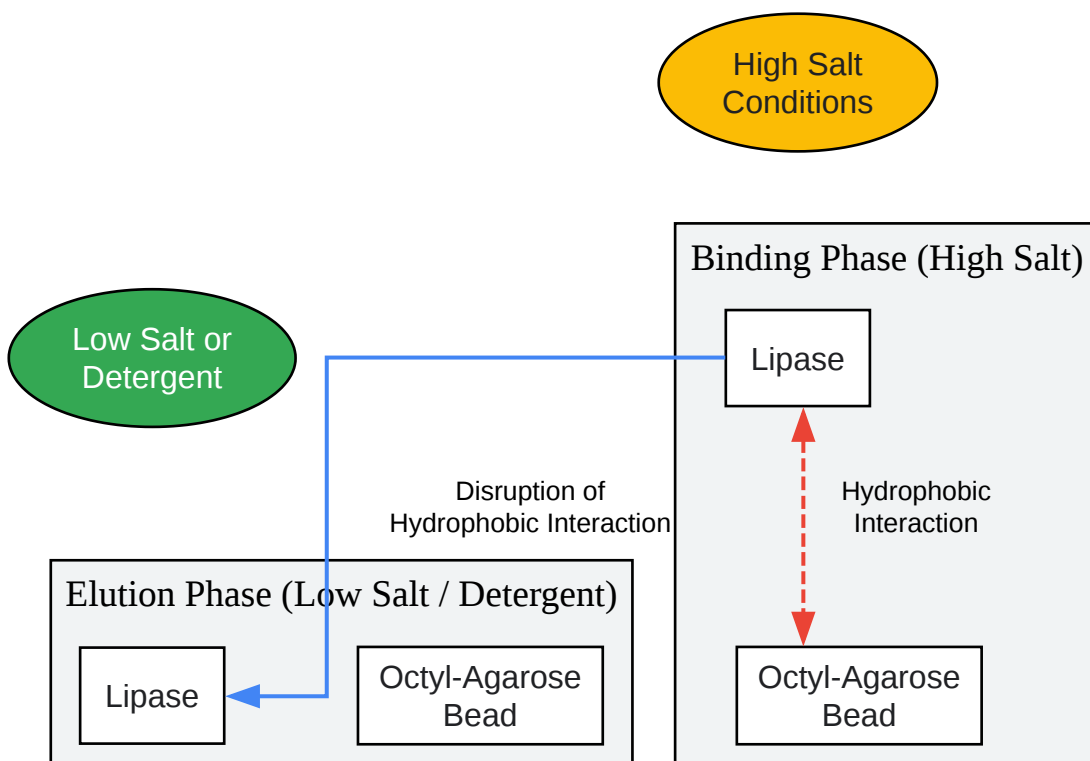 High Salt
Conditions
Binding Phase (High Salt)
Lipase
Low Salt or
Detergent
Disruption of
Hydrophobic Interaction
Hydrophobic
Interaction
Elution Phase (Low Salt / Detergent)
Lipase
Octyl-Agarose
Bead
Octyl-Agarose
Bead